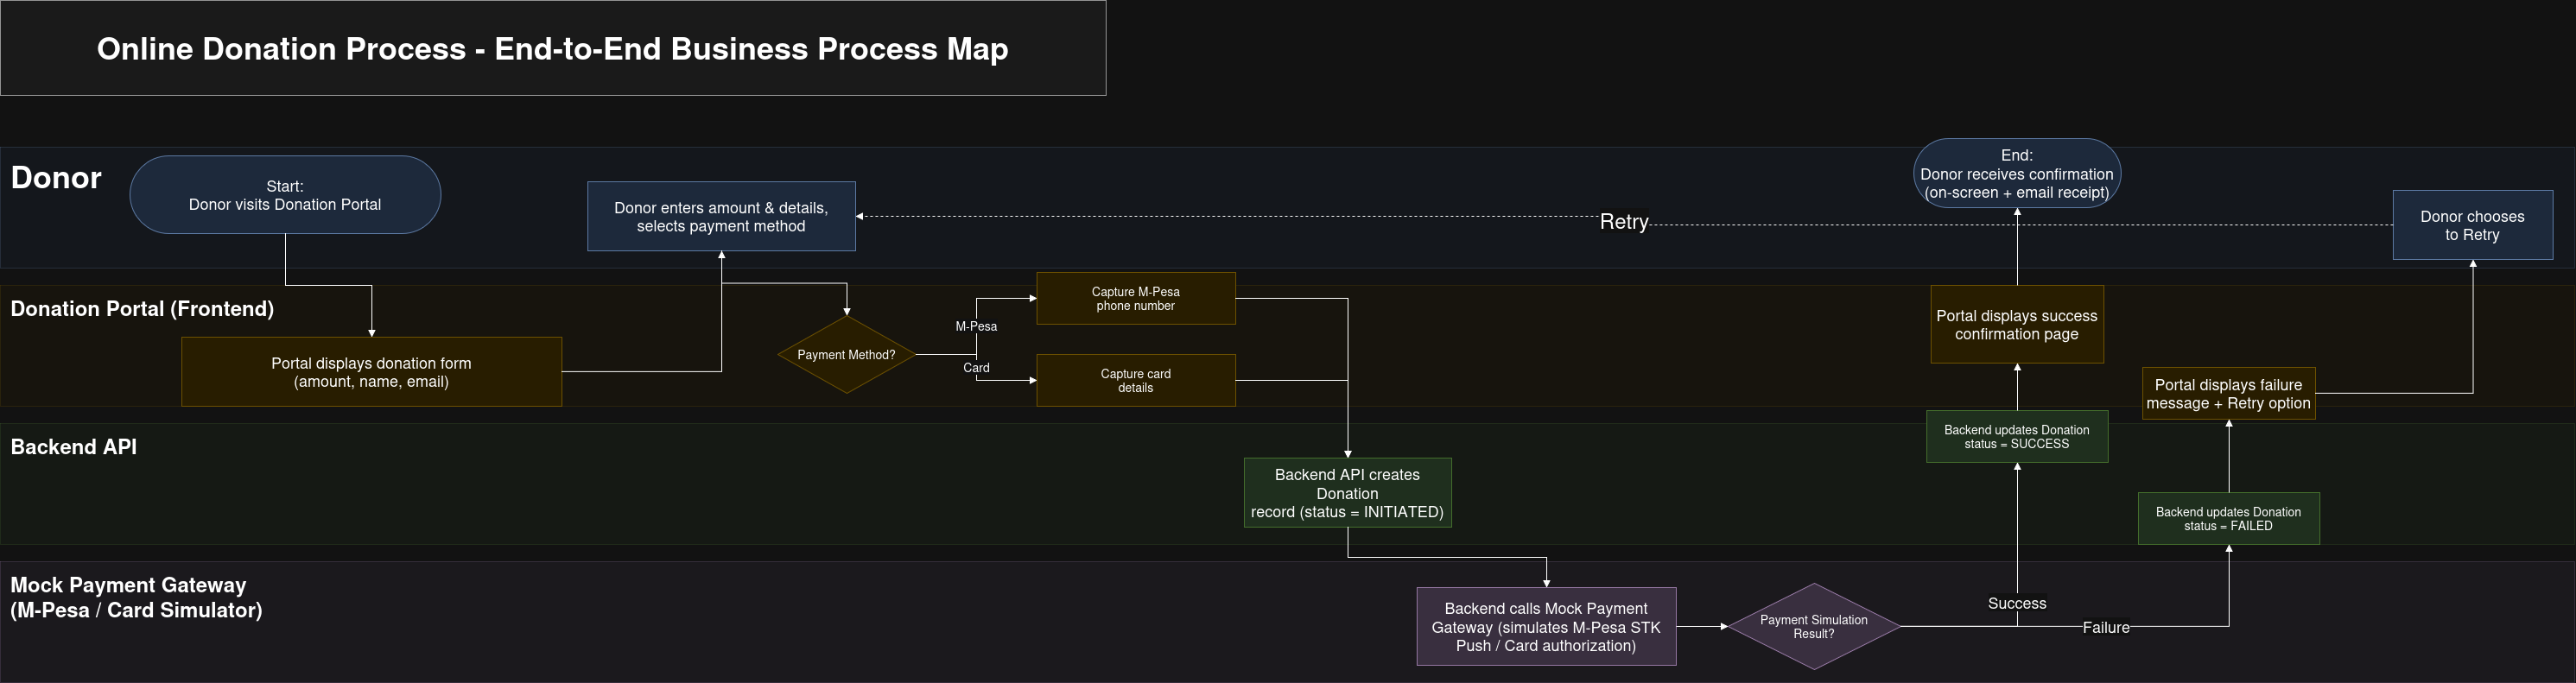 Online Donation Process - End-to-End Business Process Map
Donor
Start:
Donor visits Donation Portal
Donor enters amount & details,
selects payment method
Retry
End:
Donor receives confirmation
(on-screen + email receipt)
Donor chooses
to Retry
Donation Portal (Frontend)
Portal displays donation form
(amount, name, email)
Payment Method?
M-Pesa
Card
Capture M-Pesa
phone number
Capture card
details
Portal displays success
confirmation page
Portal displays failure
message + Retry option
Backend API
Backend API creates
Donation
record (status = INITIATED)
Backend updates Donation
status = SUCCESS
Backend updates Donation
status = FAILED
Mock Payment Gateway
(M-Pesa / Card Simulator)
Backend calls Mock Payment
Gateway (simulates M-Pesa STK
Push / Card authorization)
Payment Simulation
Result?
Success
Failure